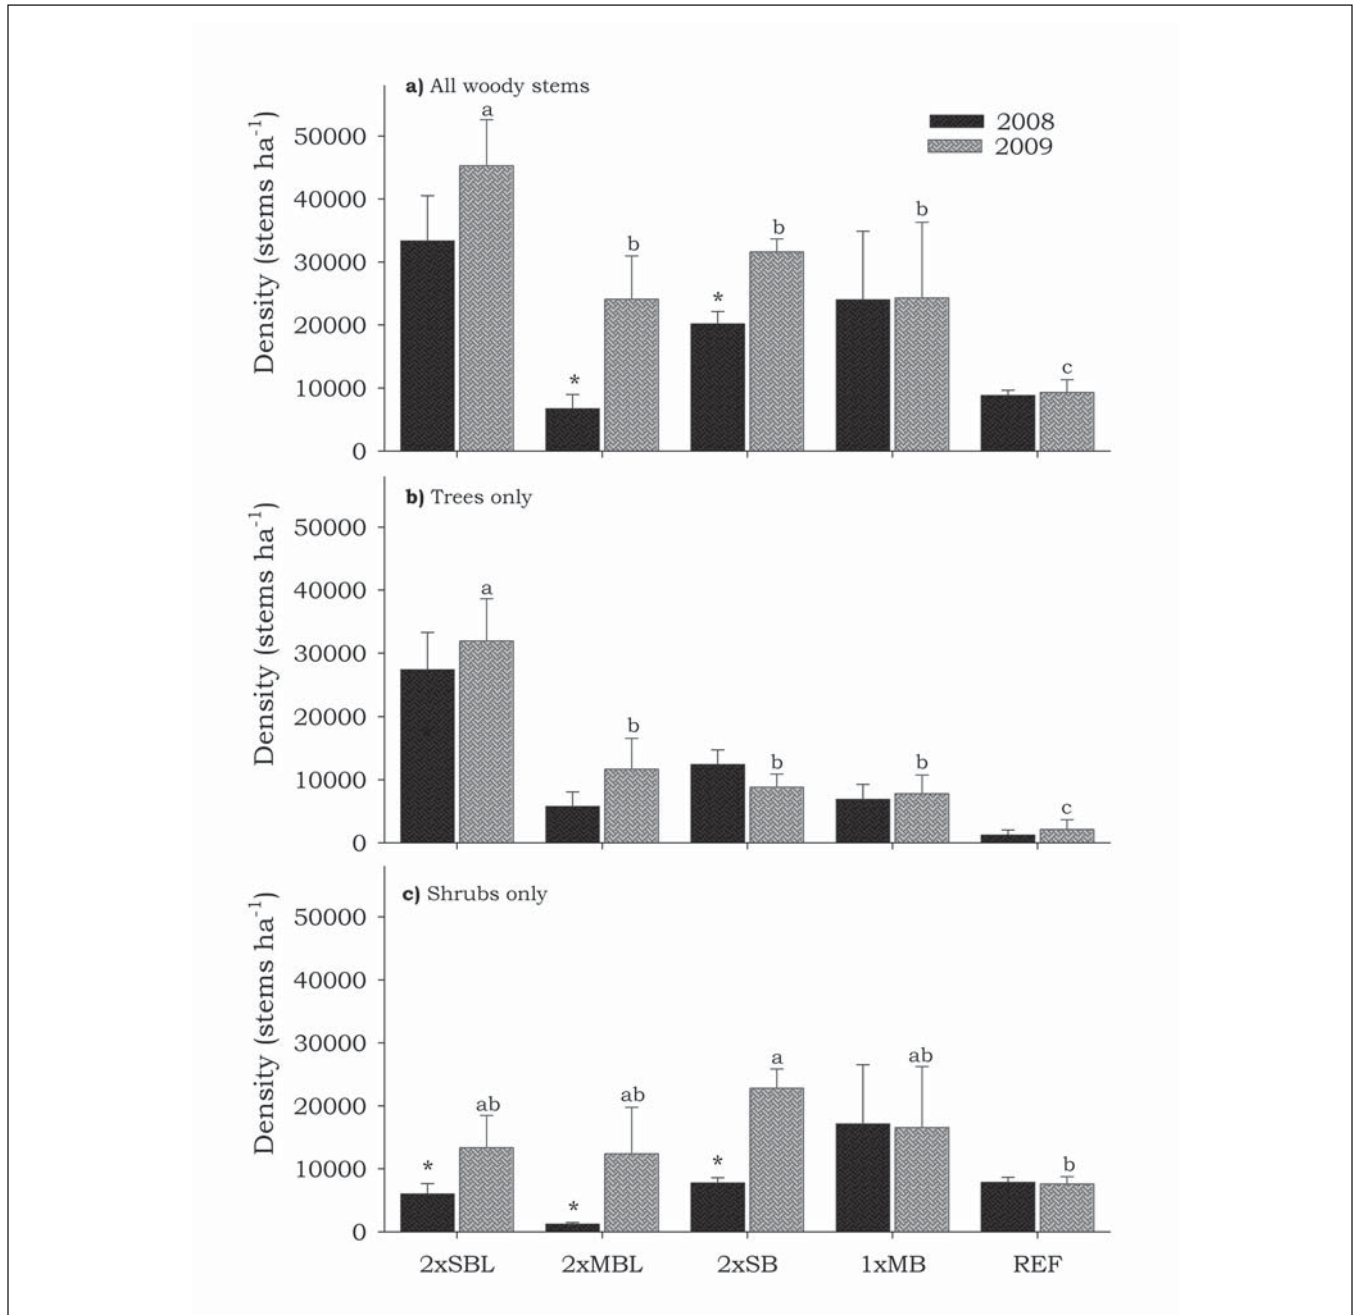 a) All woody stems
2008
2009
Density (stems ha-1)
50000
40000
30000
20000
10000
0
a
b
b
b
c
*
*
b) Trees only
Density (stems ha-1)
50000
40000
30000
20000
10000
0
a
b
b
b
c
c) Shrubs only
Density (stems ha-1)
50000
40000
30000
20000
10000
0
ab
ab
a
ab
b
*
*
*
2xSBL 2xMBL 2xSB 1xMB REF